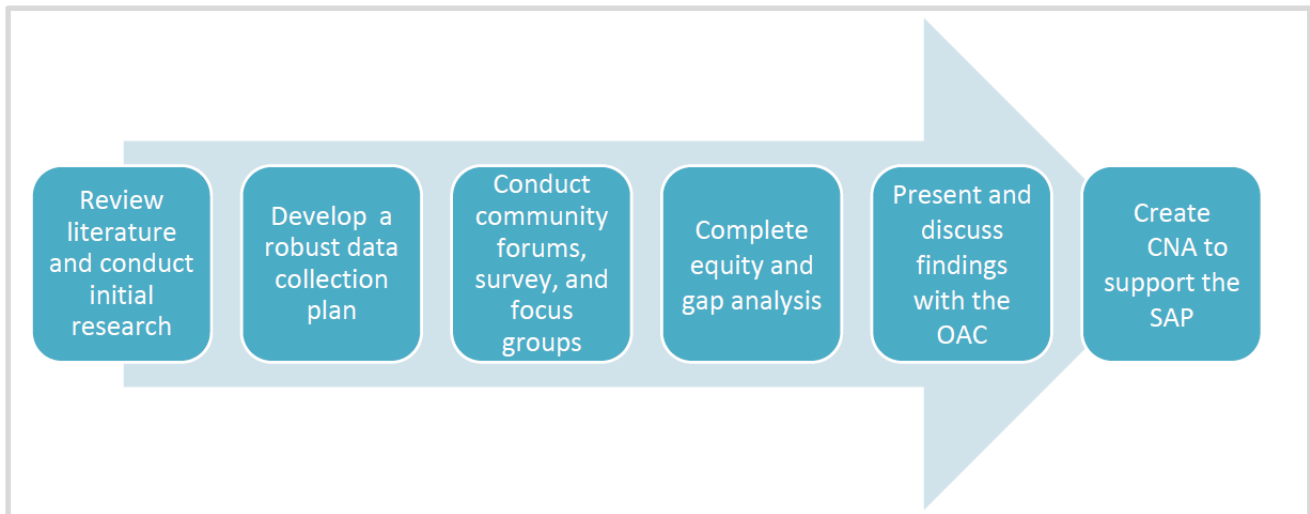 Review
literature
and conduct
initial
research
Develop a
robust data
collection
plan
Conduct
community
forums,
survey, and
focus
groups
Complete
equity and
gap analysis
Present and
discuss
findings
with the
OAC
Create
CNA to
support the
SAP